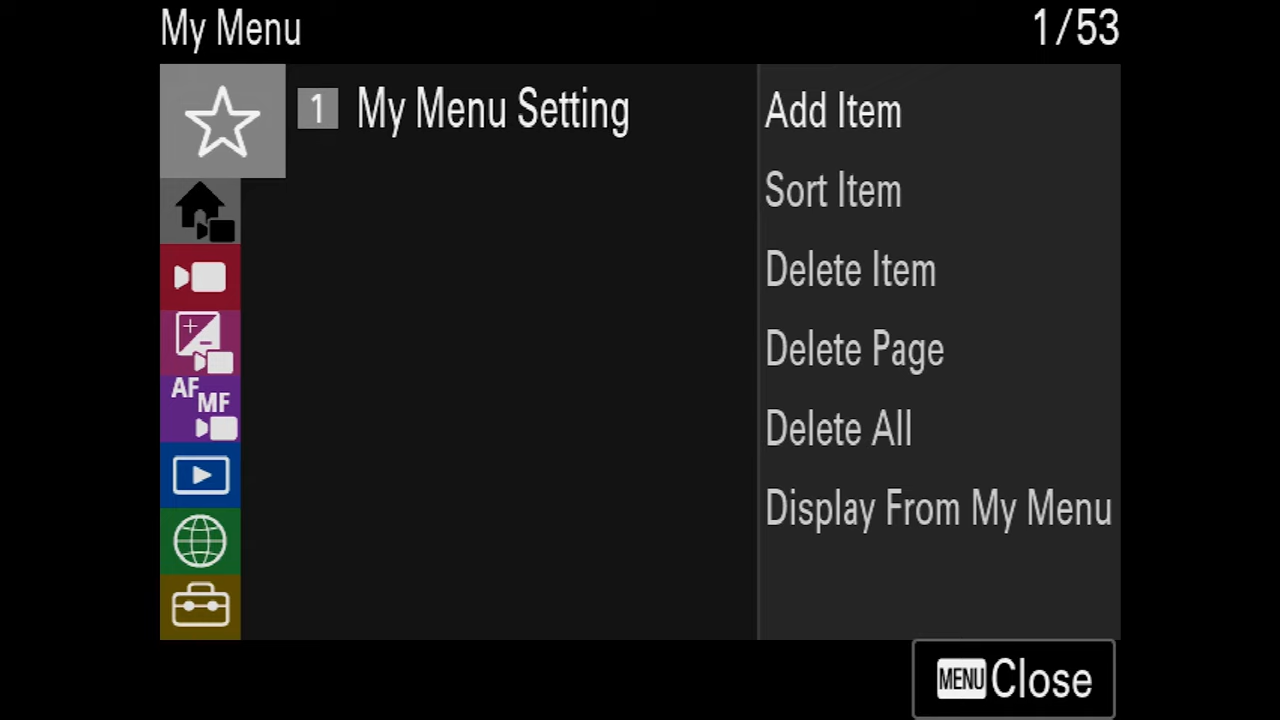 My Menu 1/53
1 My Menu Setting
Add Item
Sort Item
Delete Item
Delete Page
Delete All
Display From My Menu
AF
MF
MENU Close